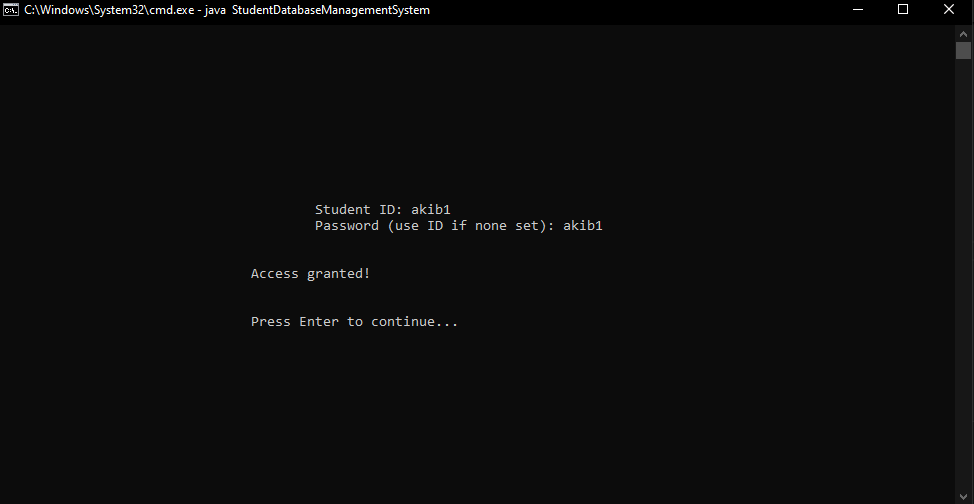 C:\Windows\System32\cmd.exe - java  StudentDatabaseManagementSystem
Student ID: akib1
Password (use ID if none set): akib1
Access granted!
Press Enter to continue...